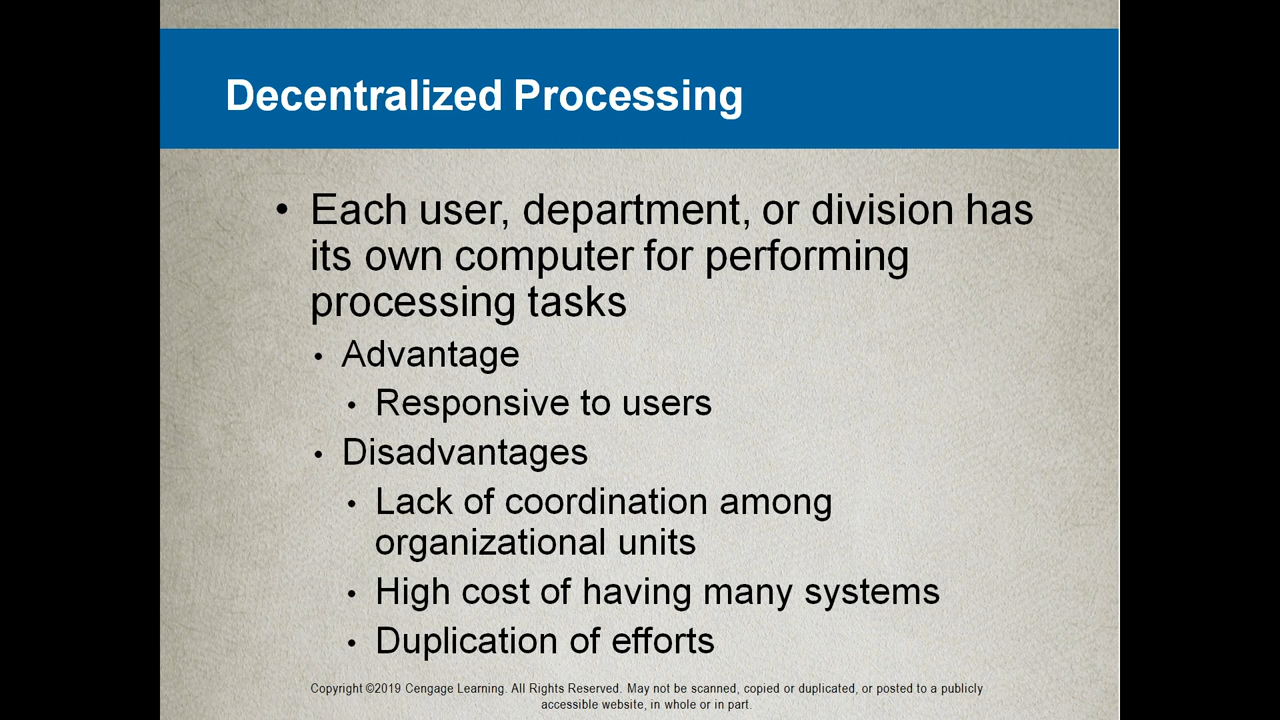 Decentralized Processing
• Each user, department, or division has
its own computer for performing
processing tasks
• Advantage
• Responsive to users
• Disadvantages
• Lack of coordination among
organizational units
• High cost of having many systems
• Duplication of efforts
Copyright ©2019 Cengage Learning. All Rights Reserved. May not be scanned, copied or duplicated, or posted to a publicly
accessible website, in whole or in part.